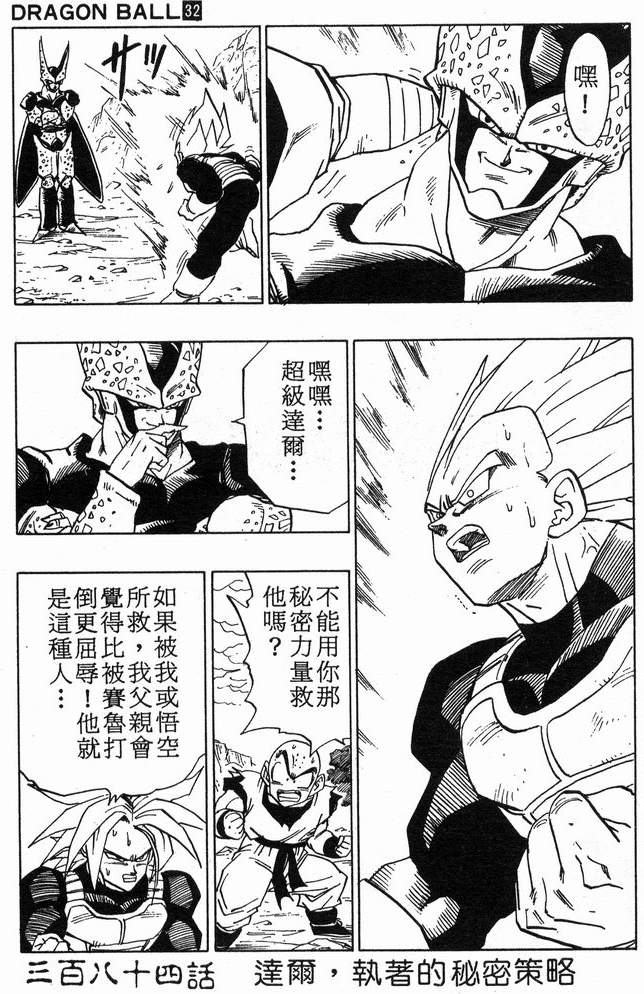 DRAGON BALL 32
嘿！
ザッ
嘿嘿…
超級達爾…
不能用你那
秘密力量救
他嗎？
如果被我或悟空
所救，我父親會
覺得比被賽魯打
倒更屈辱！他就
是這種人…
三百八十四話　達爾，執著的秘密策略